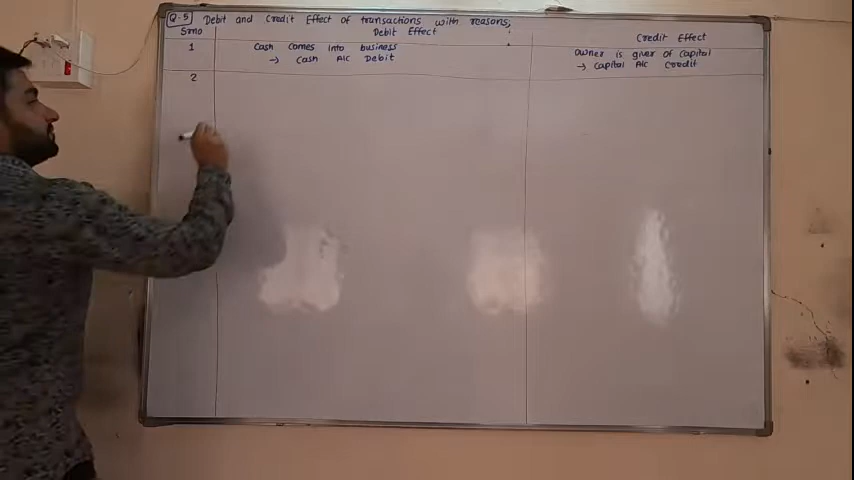 Q-5 Debit and Credit Effect of transactions with reasons;
Srno Debit Effect Credit Effect
1 Cash comes into business Owner is giver of Capital
→ Cash A/c Debit → Capital A/c Credit
2